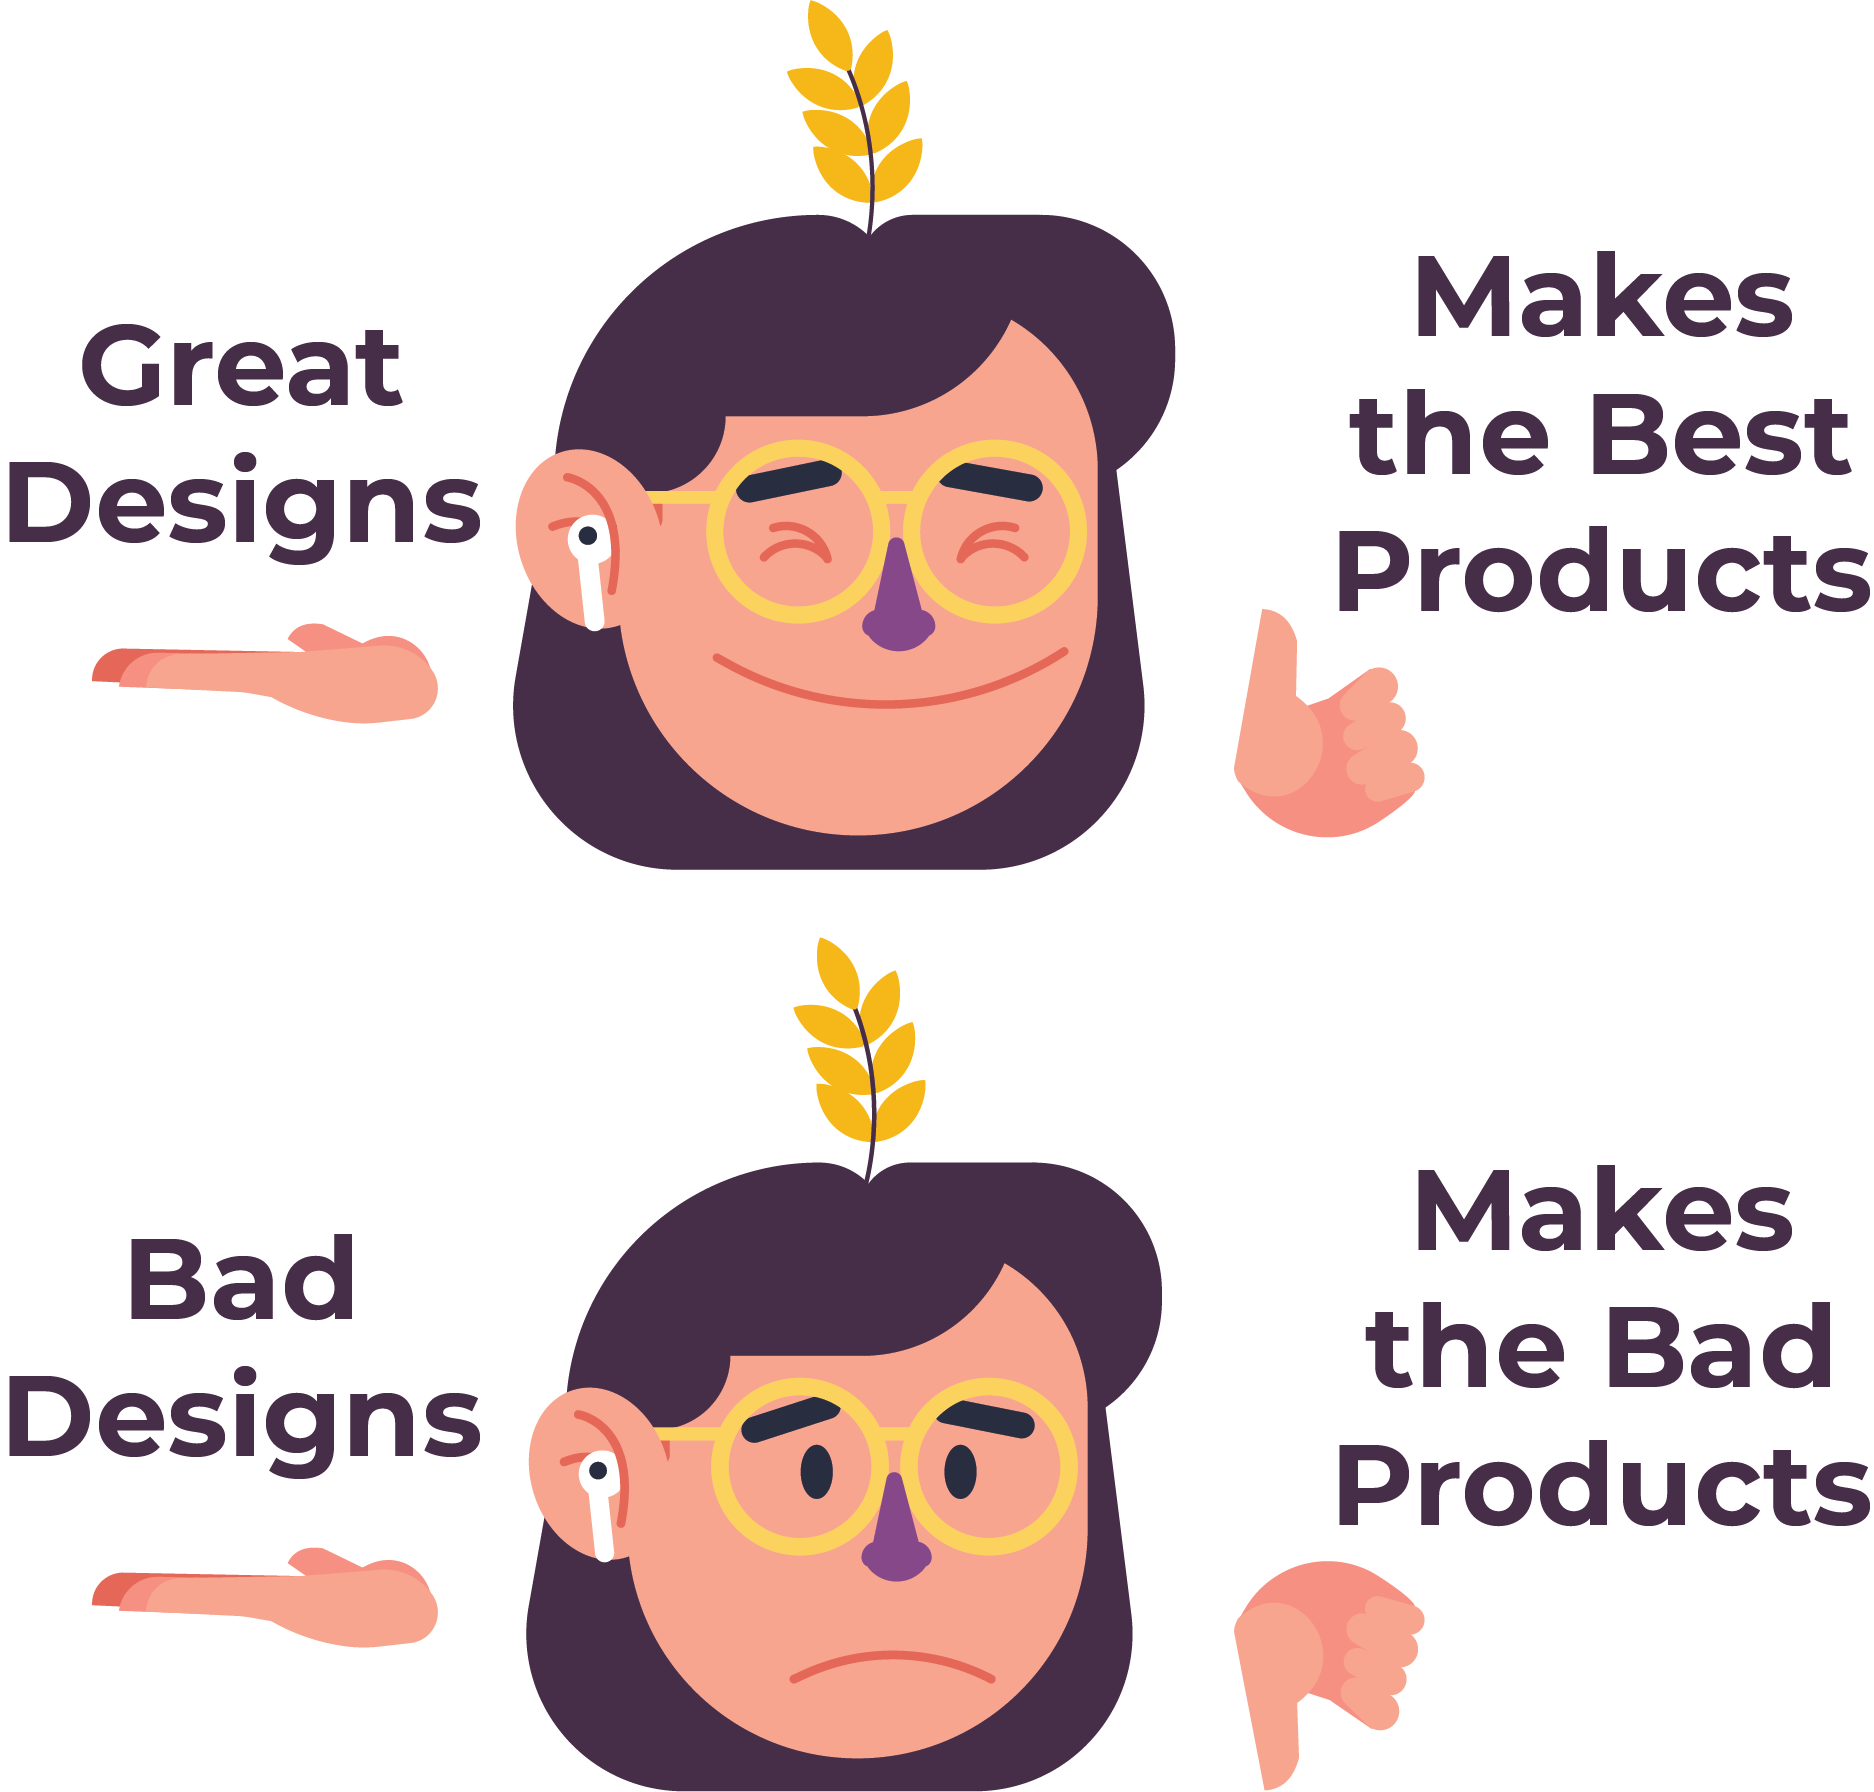 Great
Designs
Makes
the Best
Products
Bad
Designs
Makes
the Bad
Products